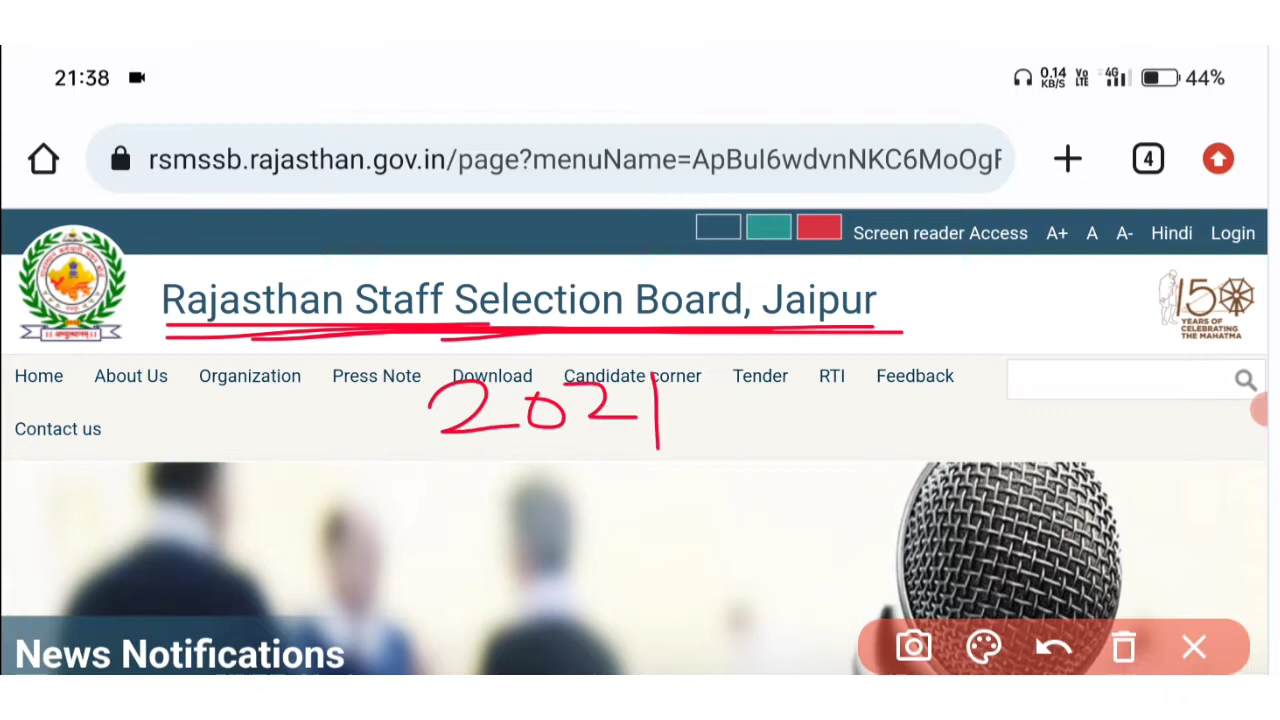 21:38 0.14 KB/S Vo LTE 4G 44%
rsmssb.rajasthan.gov.in/page?menuName=ApBuI6wdvnNKC6MoOgF 4
Screen reader Access A+ A A- Hindi Login
Rajasthan Staff Selection Board, Jaipur
150
YEARS OF
CELEBRATING
THE MAHATMA
Home About Us Organization Press Note Download Candidate corner Tender RTI Feedback
2021
Contact us
News Notifications